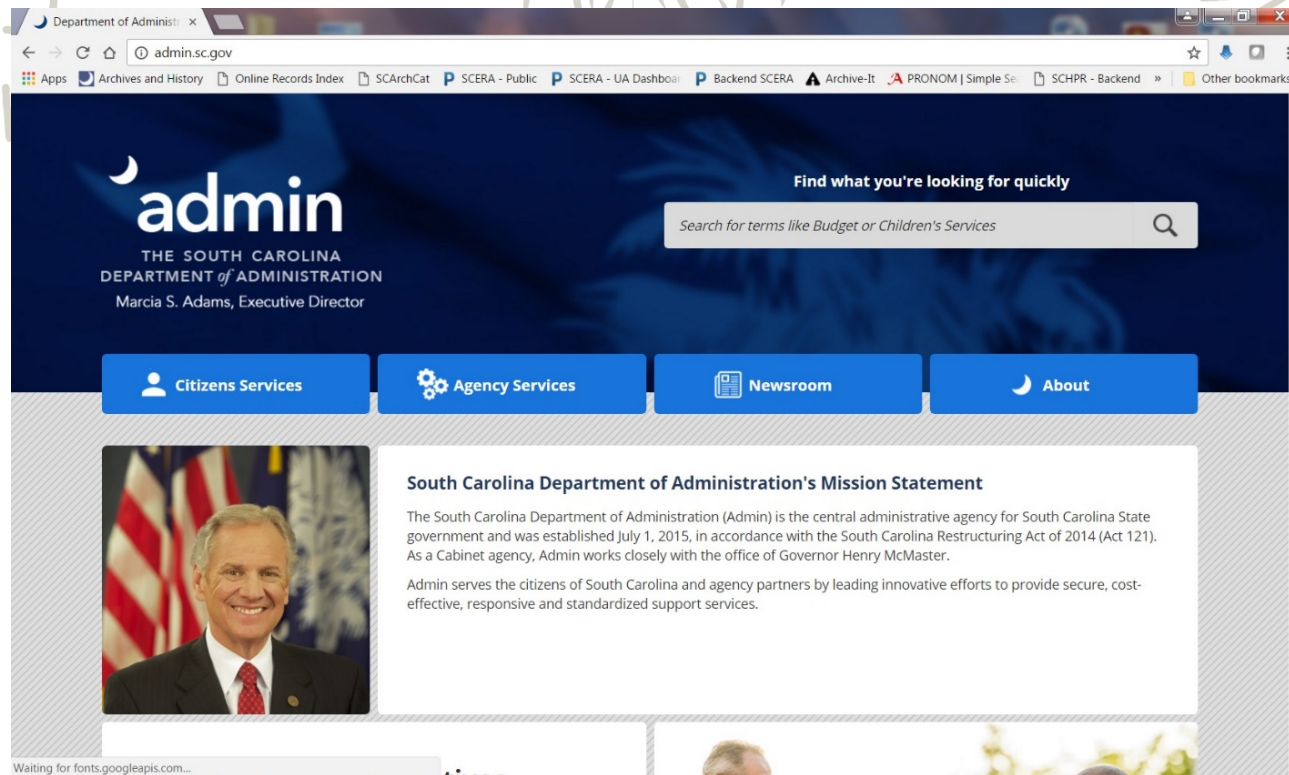 Department of Administr
admin.sc.gov
Apps Archives and History Online Records Index SCArchCat SCERA - Public SCERA - UA Dashboar Backend SCERA Archive-It PRONOM | Simple Se SCHPR - Backend » Other bookmarks
admin
THE SOUTH CAROLINA
DEPARTMENT of ADMINISTRATION
Marcia S. Adams, Executive Director
Find what you're looking for quickly
Search for terms like Budget or Children's Services
Citizens Services Agency Services Newsroom About
South Carolina Department of Administration's Mission Statement
The South Carolina Department of Administration (Admin) is the central administrative agency for South Carolina State
government and was established July 1, 2015, in accordance with the South Carolina Restructuring Act of 2014 (Act 121).
As a Cabinet agency, Admin works closely with the office of Governor Henry McMaster.
Admin serves the citizens of South Carolina and agency partners by leading innovative efforts to provide secure, cost-
effective, responsive and standardized support services.
Waiting for fonts.googleapis.com...